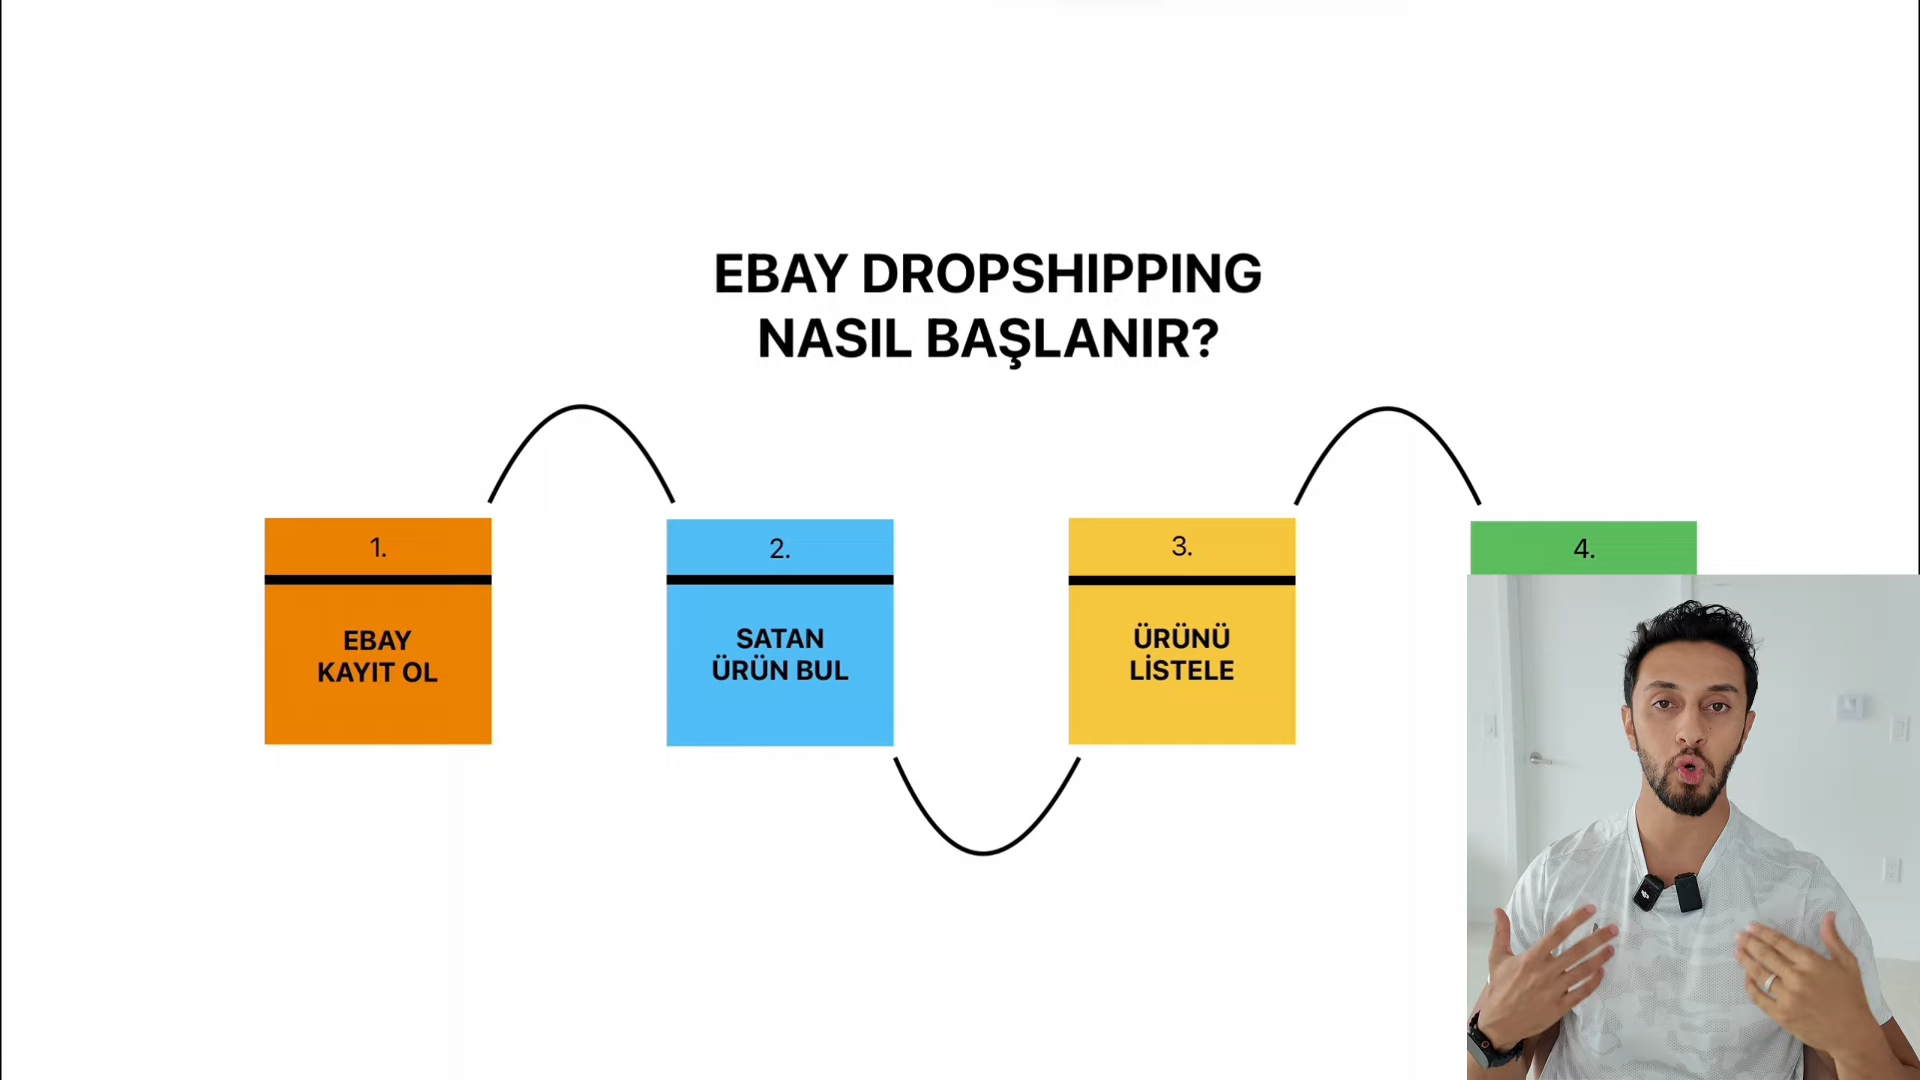 EBAY DROPSHIPPING
NASIL BAŞLANIR?
1.
EBAY
KAYIT OL
2.
SATAN
ÜRÜN BUL
3.
ÜRÜNÜ
LİSTELE
4.